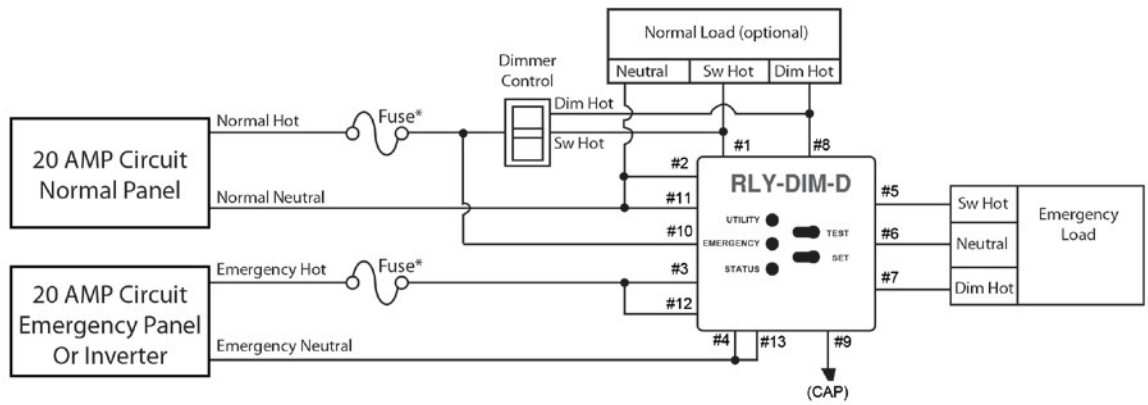 Normal Load (optional)
Neutral
Sw Hot
Dim Hot
Dimmer
Control
Dim Hot
Sw Hot
Normal Hot
Fuse*
20 AMP Circuit
Normal Panel
Normal Neutral
#1
#8
#2
#11
#10
#3
#12
#4
#13
#9
(CAP)
RLY-DIM-D
UTILITY
EMERGENCY
STATUS
TEST
SET
#5
#6
#7
Sw Hot
Neutral
Dim Hot
Emergency
Load
Emergency Hot
Fuse*
20 AMP Circuit
Emergency Panel
Or Inverter
Emergency Neutral